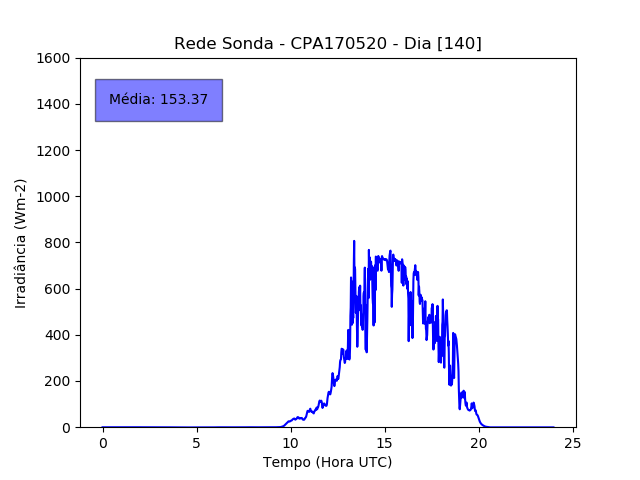 Rede Sonda - CPA170520 - Dia [140]
1600
1400
1200
1000
800
600
400
200
0
Média: 153.37
Irradiância (Wm-2)
0 5 10 15 20 25
Tempo (Hora UTC)